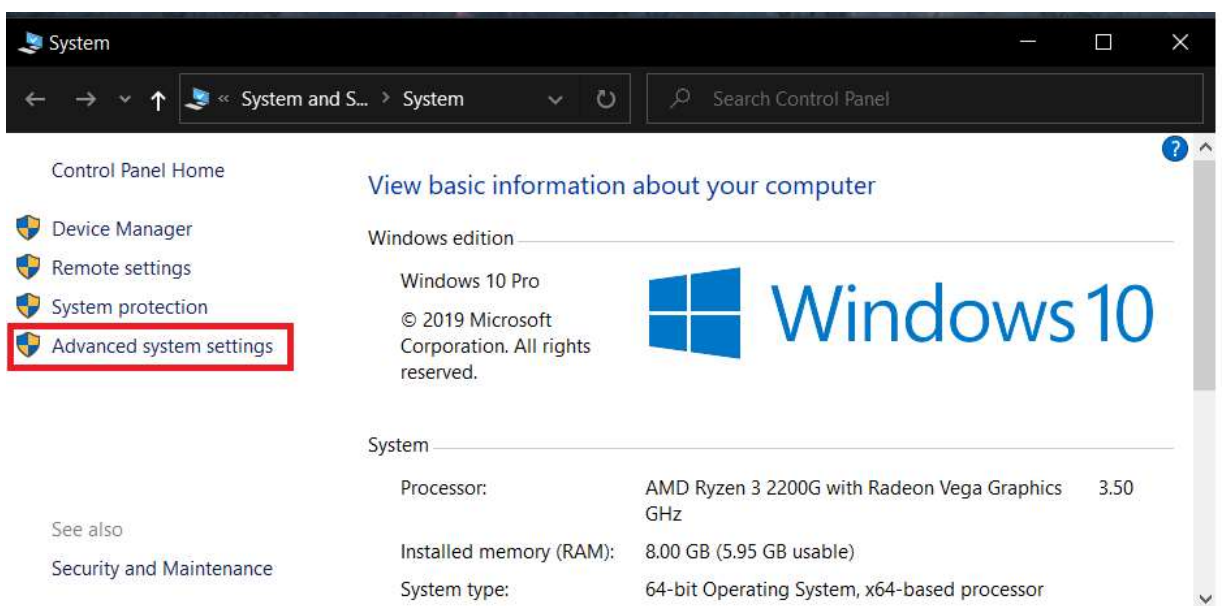 System
« System and S... > System
Search Control Panel
?
Control Panel Home
Device Manager
Remote settings
System protection
Advanced system settings
See also
Security and Maintenance
View basic information about your computer
Windows edition
Windows 10 Pro
© 2019 Microsoft
Corporation. All rights
reserved.
Windows 10
System
Processor: AMD Ryzen 3 2200G with Radeon Vega Graphics 3.50
GHz
Installed memory (RAM): 8.00 GB (5.95 GB usable)
System type: 64-bit Operating System, x64-based processor